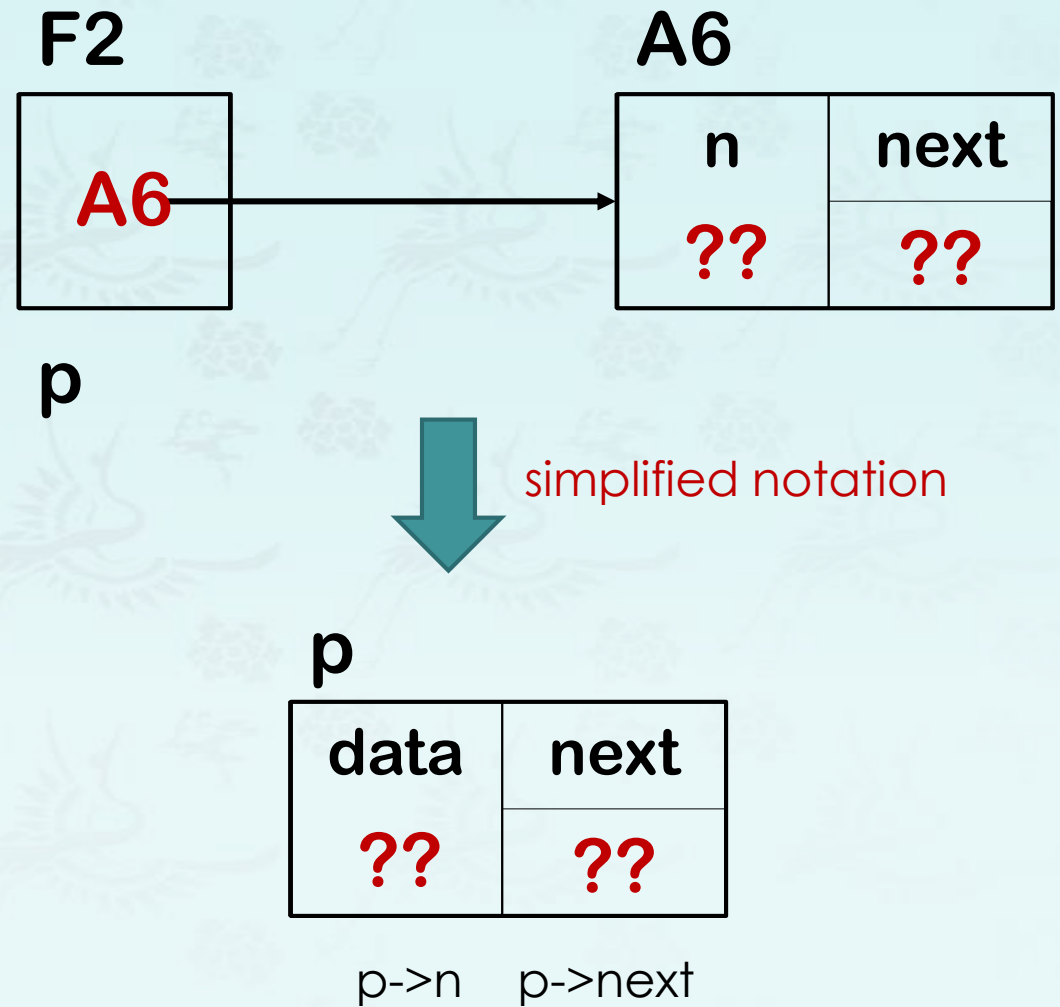 F2 A6
A6 n next
?? ??
p
simplified notation
p
data next
?? ??
p->n p->next